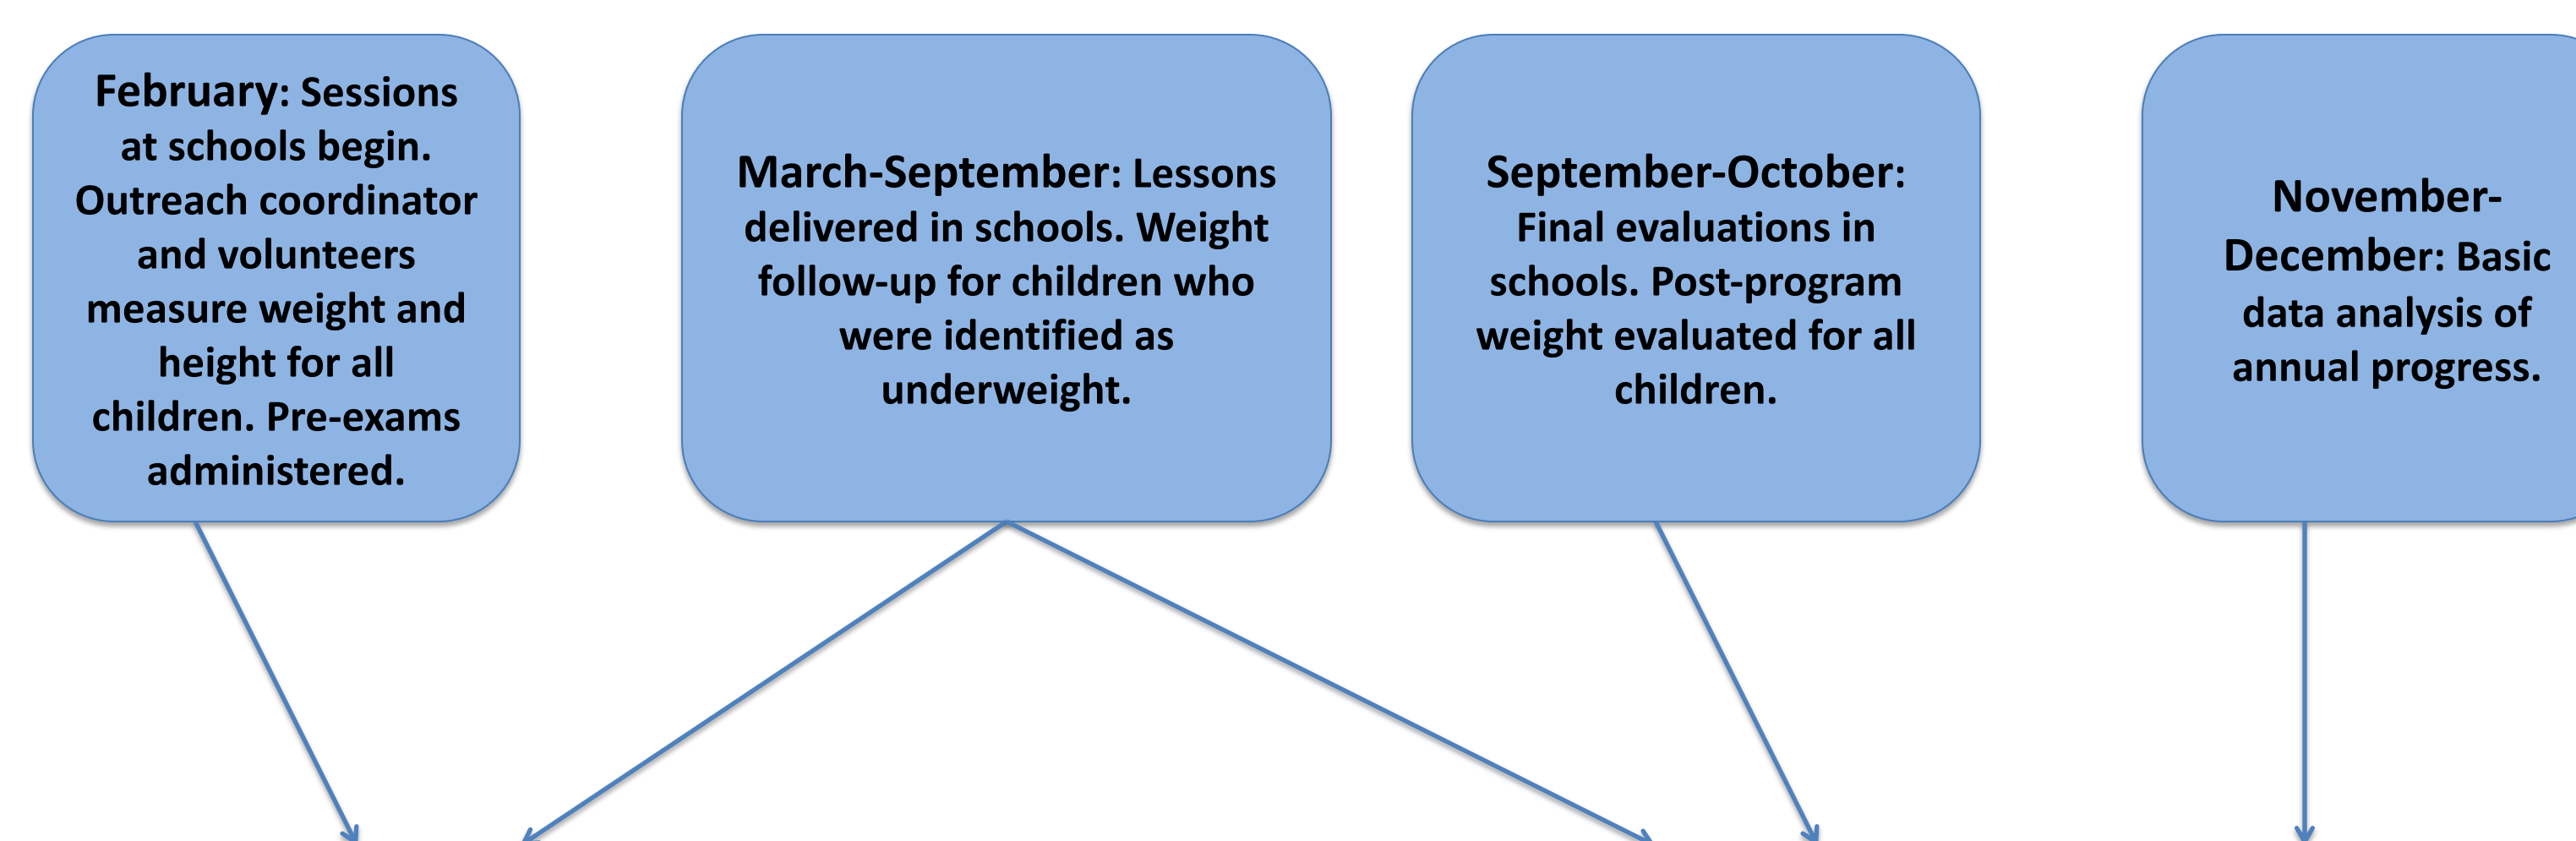 February: Sessions
at schools begin.
Outreach coordinator
and volunteers
measure weight and
height for all
children. Pre-exams
administered.
March-September: Lessons
delivered in schools. Weight
follow-up for children who
were identified as
underweight.
September-October:
Final evaluations in
schools. Post-program
weight evaluated for all
children.
November-
December: Basic
data analysis of
annual progress.